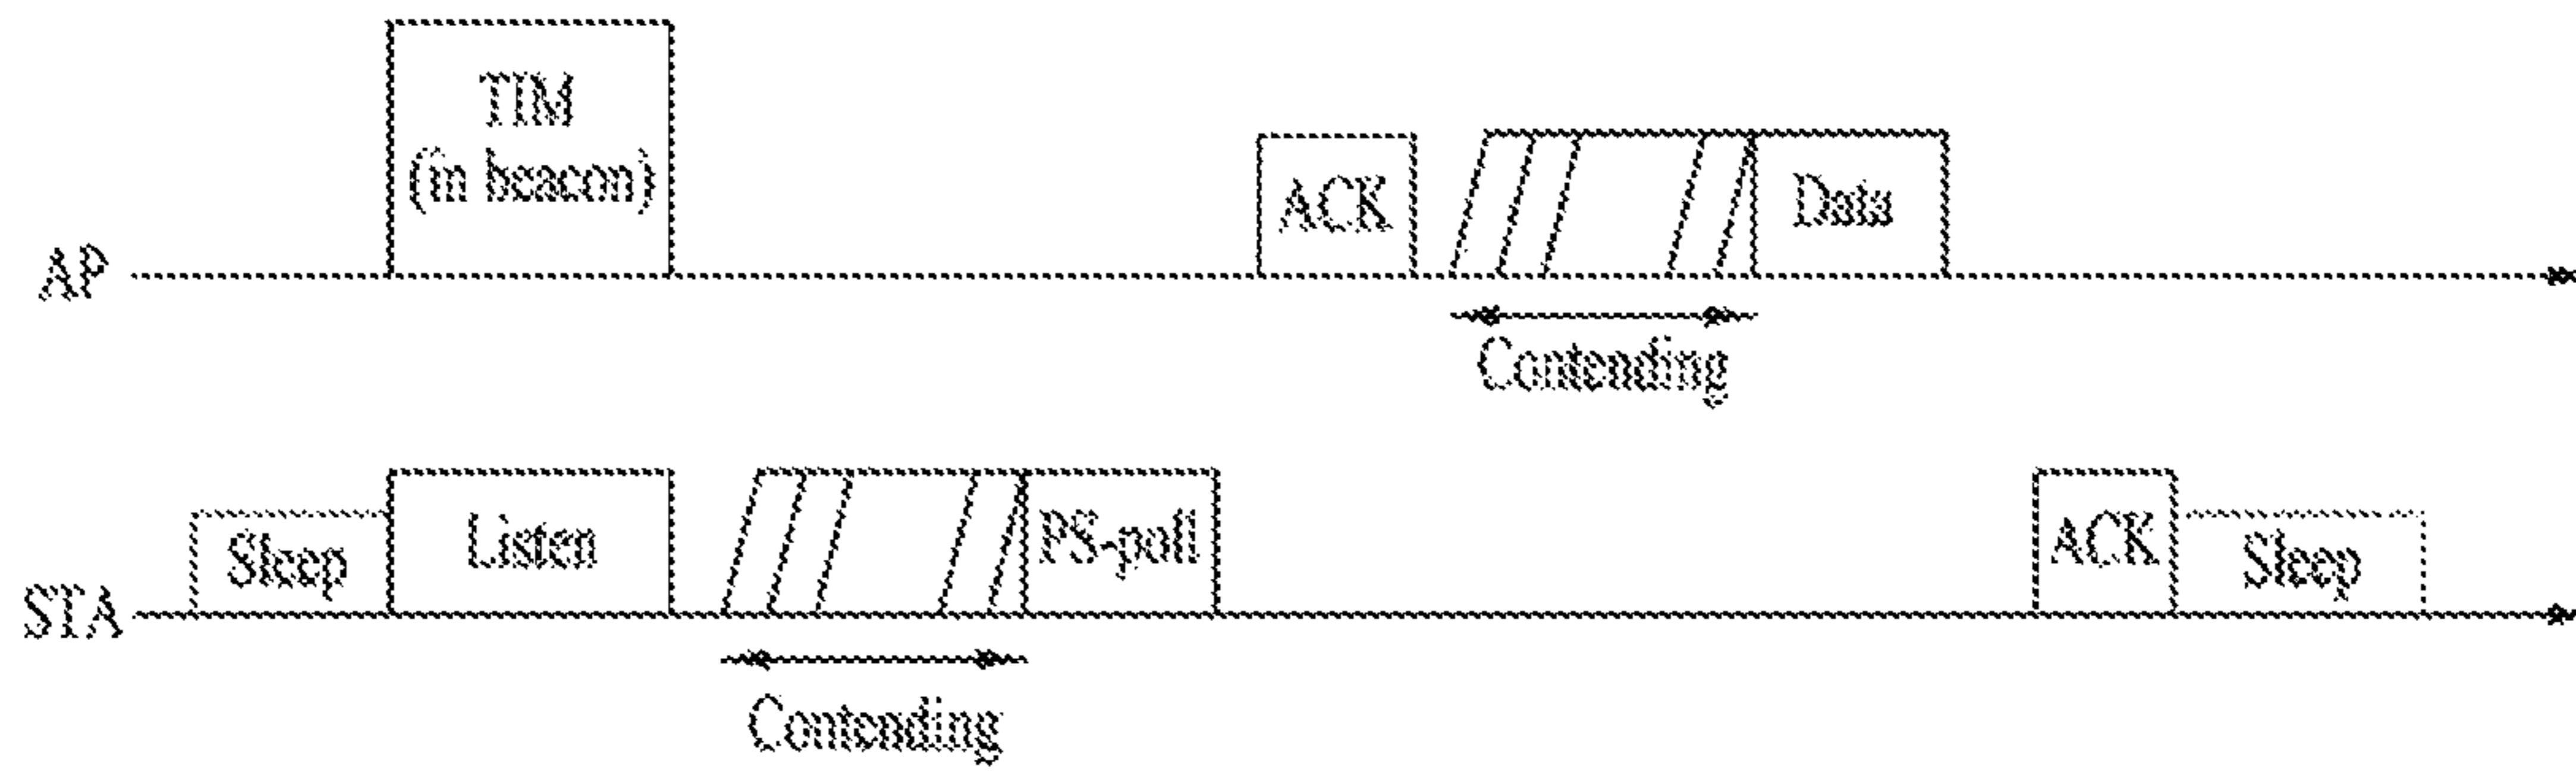 TIM
(in beacon)
ACK
Data
AP
Contending
Sleep
Listen
PS-poll
ACK
Sleep
STA
Contending